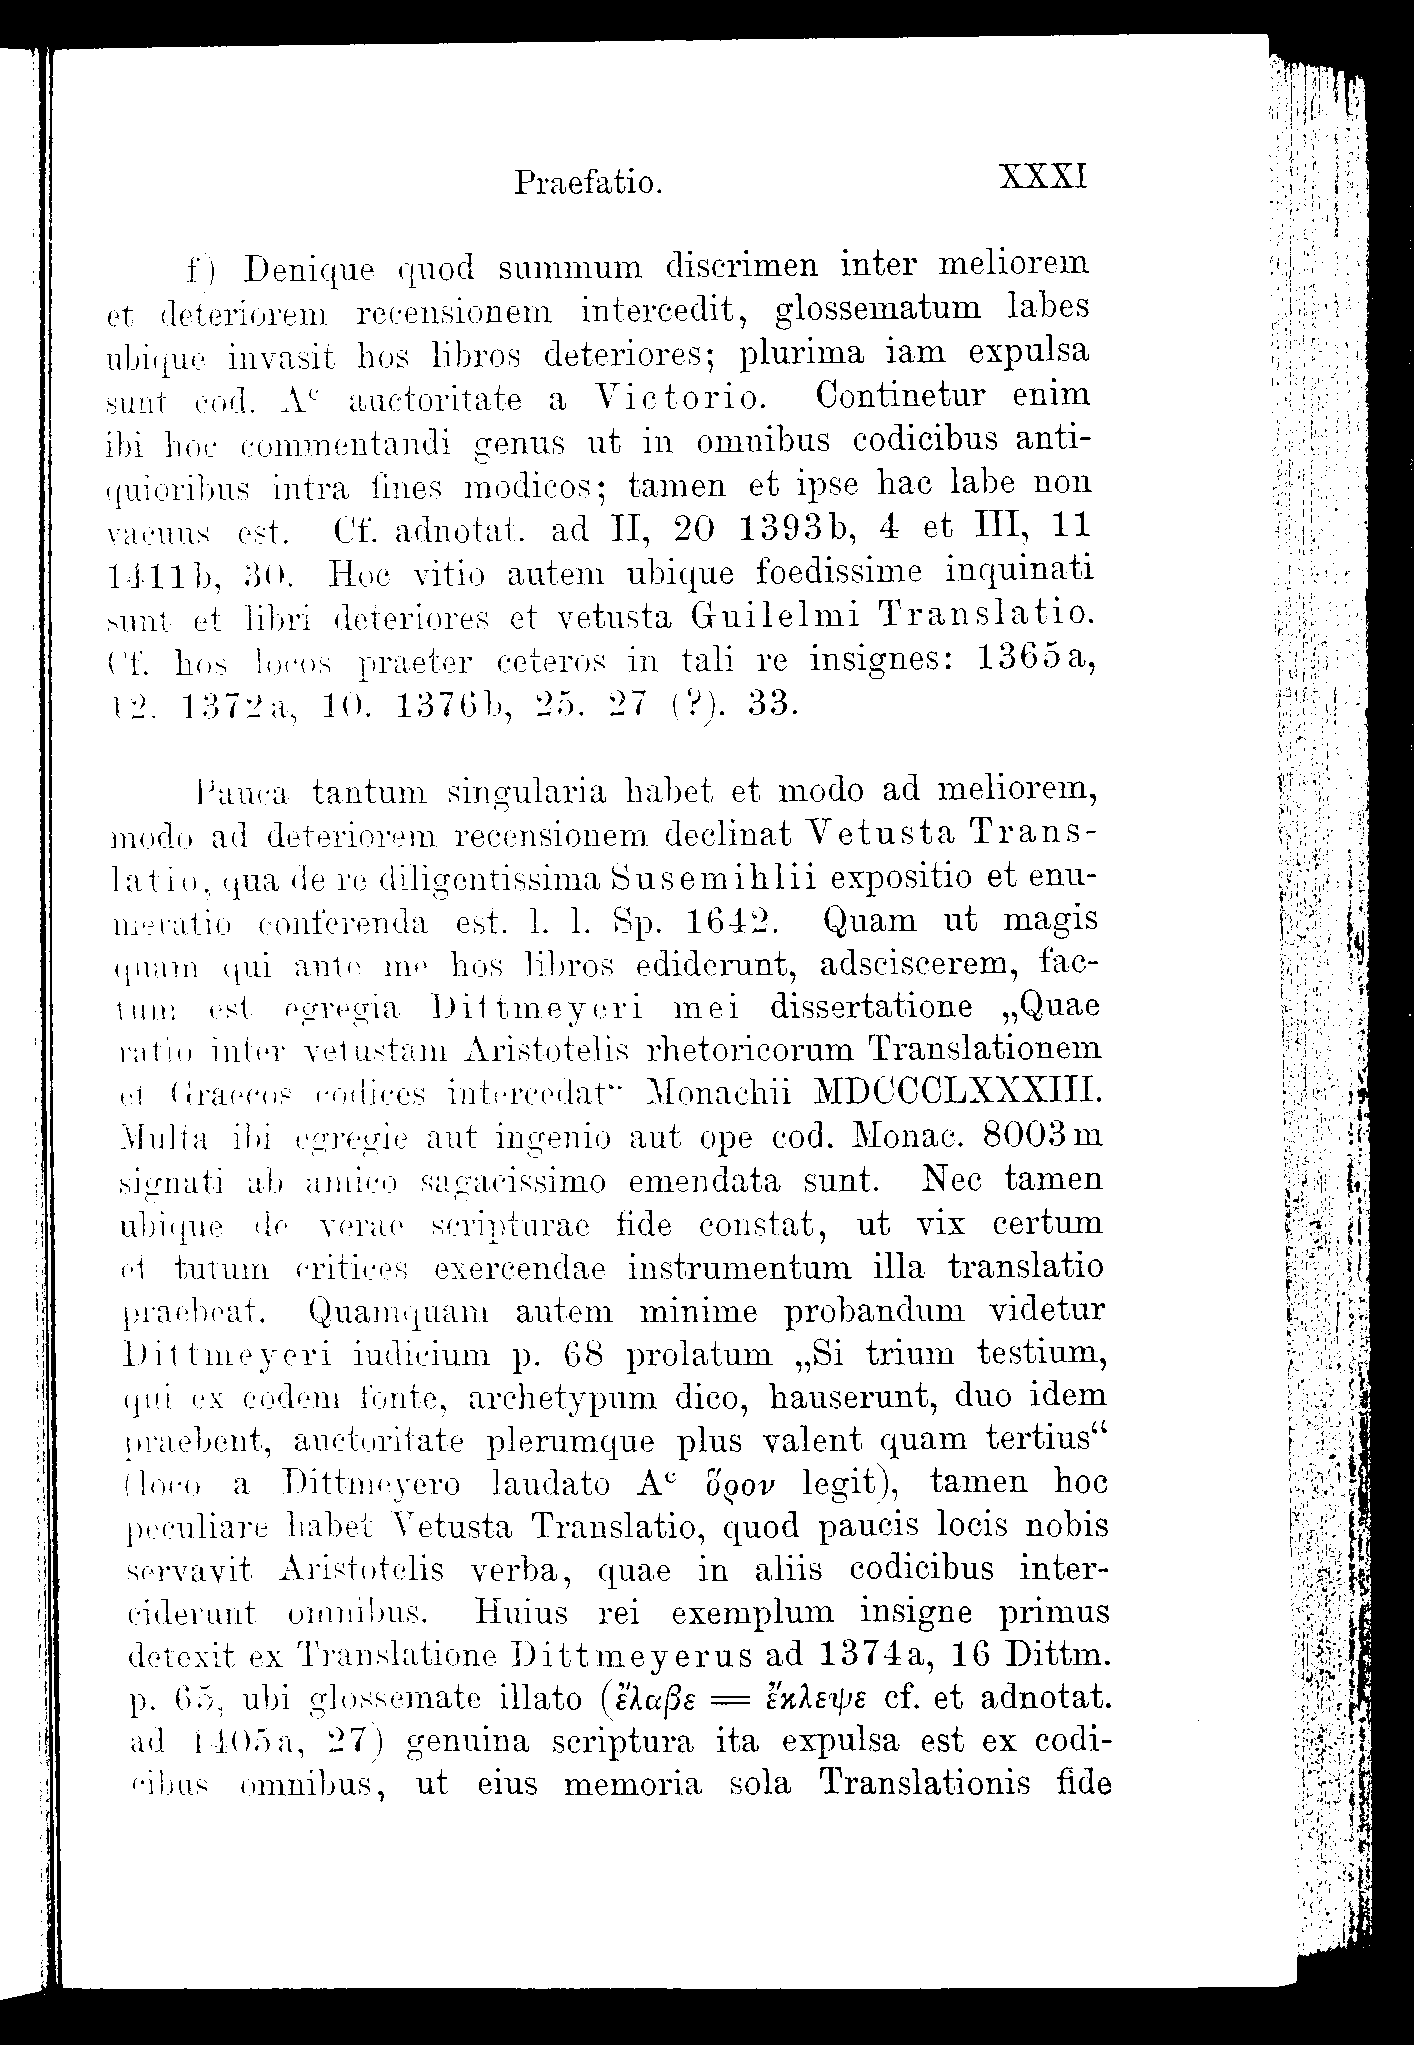 Praefatio. XXXI
f) Denique quod summum discrimen inter meliorem
et deteriorem recensionem intercedit, glossematum labes
ubique invasit hos libros deteriores; plurima iam expulsa
sunt cod. Aᶜ auctoritate a Victorio. Continetur enim
ibi hoc commentandi genus ut in omnibus codicibus anti-
quioribus intra fines modicos; tamen et ipse hac labe non
vacuus est. Cf. adnotat. ad II, 20 1393b, 4 et III, 11
1411b, 30. Hoc vitio autem ubique foedissime inquinati
sunt et libri deteriores et vetusta Guilelmi Translatio.
Cf. hos locos praeter ceteros in tali re insignes: 1365a,
12. 1372a, 10. 1376b, 25. 27 (?). 33.
Pauca tantum singularia habet et modo ad meliorem,
modo ad deteriorem recensionem declinat Vetusta Trans-
latio, qua de re diligentissima Susemihlii expositio et enu-
meratio conferenda est. l. l. Sp. 1642. Quam ut magis
quam qui ante me hos libros ediderunt, adsciscerem, fac-
tum est egregia Dittmeyeri mei dissertatione „Quae
ratio inter vetustam Aristotelis rhetoricorum Translationem
et Graecos codices intercedat“ Monachii MDCCCLXXXIII.
Multa ibi egregie aut ingenio aut ope cod. Monac. 8003m
signati ab amico sagacissimo emendata sunt. Nec tamen
ubique de verae scripturae fide constat, ut vix certum
et tutum critices exercendae instrumentum illa translatio
praebeat. Quamquam autem minime probandum videtur
Dittmeyeri iudicium p. 68 prolatum „Si trium testium,
qui ex eodem fonte, archetypum dico, hauserunt, duo idem
praebent, auctoritate plerumque plus valent quam tertius“
(loco a Dittmeyero laudato Aᶜ ὅρον legit), tamen hoc
peculiare habet Vetusta Translatio, quod paucis locis nobis
servavit Aristotelis verba, quae in aliis codicibus inter-
ciderunt omnibus. Huius rei exemplum insigne primus
detexit ex Translatione Dittmeyerus ad 1374a, 16 Dittm.
p. 65, ubi glossemate illato (ἔλαβε = ἔκλεψε cf. et adnotat.
ad 1405a, 27) genuina scriptura ita expulsa est ex codi-
cibus omnibus, ut eius memoria sola Translationis fide